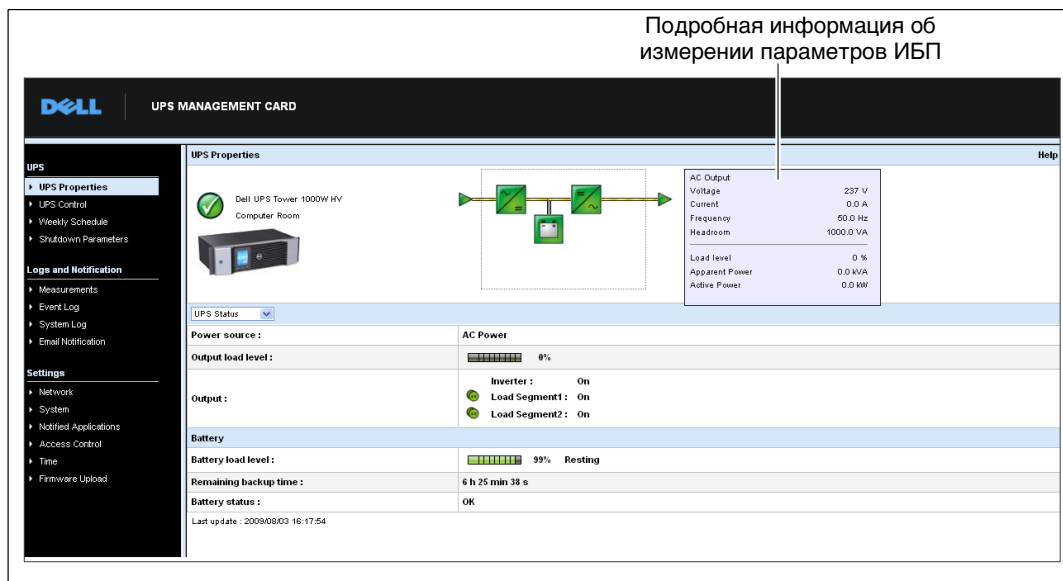 Подробная информация об
измерении параметров ИБП
DELL
UPS MANAGEMENT CARD
UPS
UPS Properties
UPS Control
Weekly Schedule
Shutdown Parameters
Logs and Notification
Measurements
Event Log
System Log
Email Notification
Settings
Network
System
Notified Applications
Access Control
Time
Firmware Upload
UPS Properties
Help
Dell UPS Tower 1000W HV
Computer Room
AC Output
Voltage 237 V
Current 0.0 A
Frequency 50.0 Hz
Headroom 1000.0 VA
Load level 0 %
Apparent Power 0.0 kVA
Active Power 0.0 kW
UPS Status
Power source : AC Power
Output load level : 0%
Output :
Inverter : On
Load Segment1 : On
Load Segment2 : On
Battery
Battery load level : 99% Resting
Remaining backup time : 6 h 25 min 38 s
Battery status : OK
Last update : 2009/08/03 16:17:54